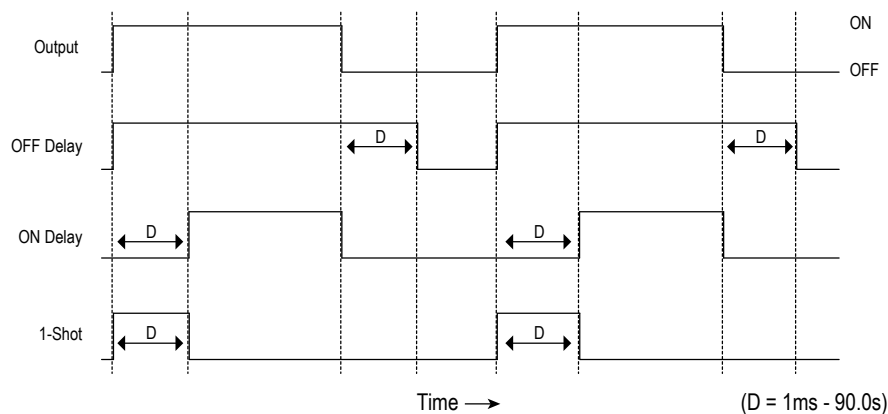 Output
ON
OFF
OFF Delay
D
D
ON Delay
D
D
1-Shot
D
D
Time
(D = 1ms - 90.0s)